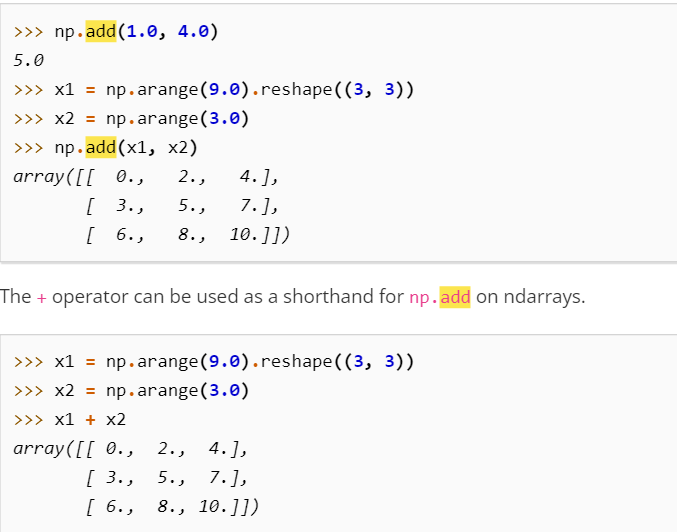 >>> np.add(1.0, 4.0)
5.0
>>> x1 = np.arange(9.0).reshape((3, 3))
>>> x2 = np.arange(3.0)
>>> np.add(x1, x2)
array([[  0.,   2.,   4.],
       [  3.,   5.,   7.],
       [  6.,   8.,  10.]])
The + operator can be used as a shorthand for np.add on ndarrays.
>>> x1 = np.arange(9.0).reshape((3, 3))
>>> x2 = np.arange(3.0)
>>> x1 + x2
array([[ 0.,  2.,  4.],
       [ 3.,  5.,  7.],
       [ 6.,  8., 10.]])